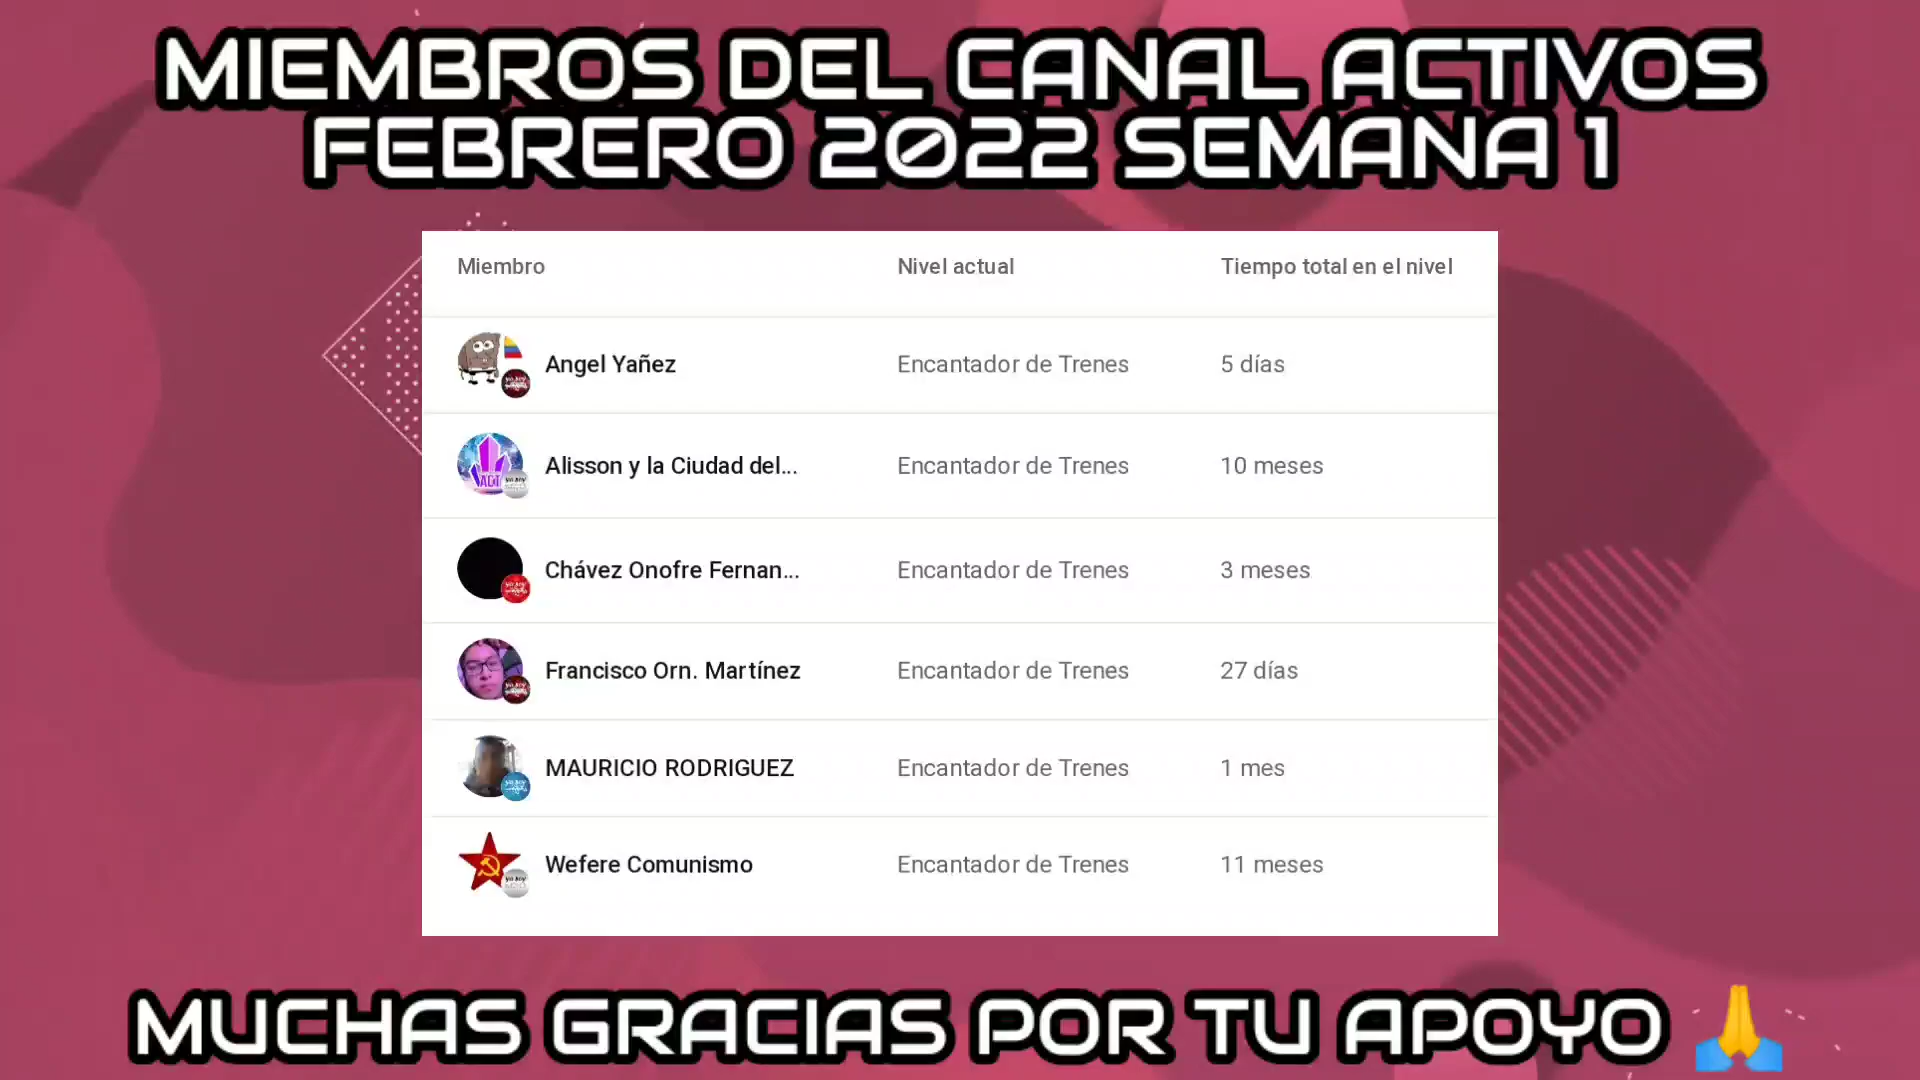 MIEMBROS DEL CANAL ACTIVOS
FEBRERO 2022 SEMANA 1
Miembro Nivel actual Tiempo total en el nivel
Angel Yañez Encantador de Trenes 5 días
Alisson y la Ciudad del... Encantador de Trenes 10 meses
ACT
Chávez Onofre Fernan... Encantador de Trenes 3 meses
Francisco Orn. Martínez Encantador de Trenes 27 días
MAURICIO RODRIGUEZ Encantador de Trenes 1 mes
Wefere Comunismo Encantador de Trenes 11 meses
MUCHAS GRACIAS POR TU APOYO 🙏